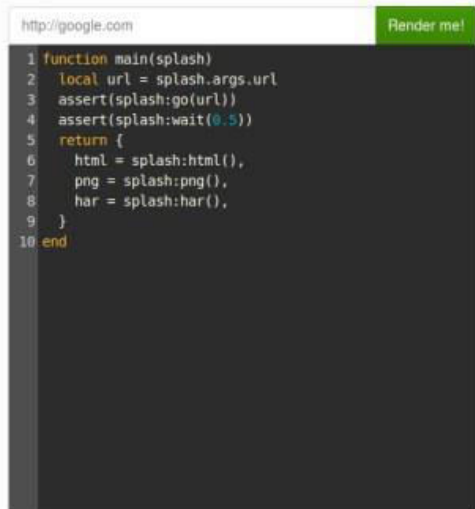 http://google.com
Render me!
1 function main(splash)
2   local url = splash.args.url
3   assert(splash:go(url))
4   assert(splash:wait(0.5))
5   return {
6     html = splash:html(),
7     png = splash:png(),
8     har = splash:har(),
9   }
10 end